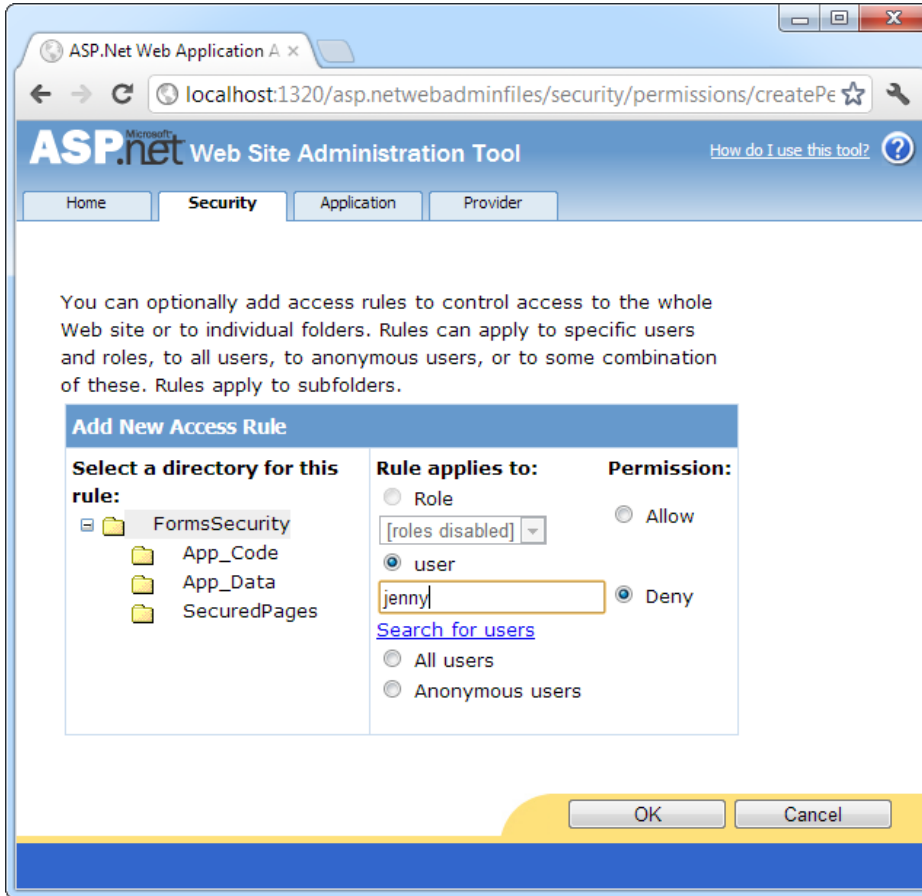 ASP.Net Web Application A
localhost:1320/asp.netwebadminfiles/security/permissions/createPe
Microsoft
ASP.net Web Site Administration Tool
How do I use this tool? ?
Home Security Application Provider
You can optionally add access rules to control access to the whole
Web site or to individual folders. Rules can apply to specific users
and roles, to all users, to anonymous users, or to some combination
of these. Rules apply to subfolders.
Add New Access Rule
Select a directory for this
rule:
FormsSecurity
App_Code
App_Data
SecuredPages
Rule applies to:
Role
[roles disabled]
user
jenny
Search for users
All users
Anonymous users
Permission:
Allow
Deny
OK Cancel